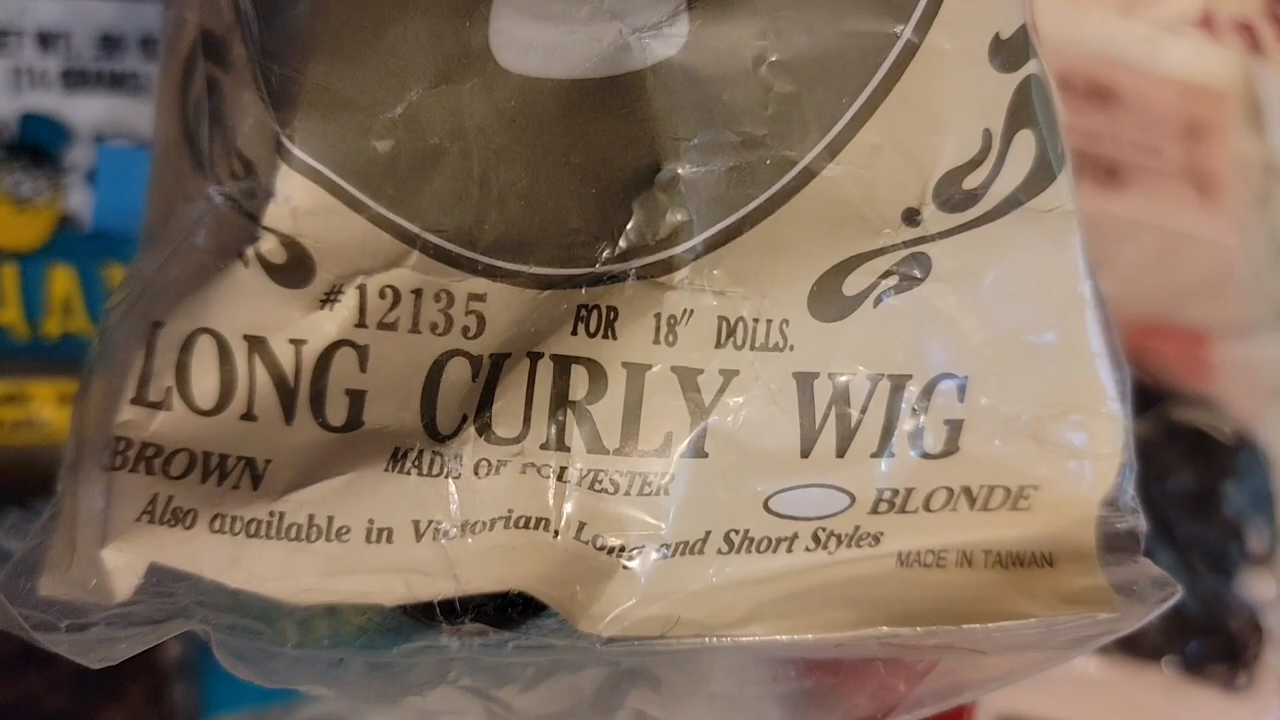 #12135 FOR 18" DOLLS.
LONG CURLY WIG
BROWN MADE OF POLYESTER BLONDE
Also available in Victorian, Long and Short Styles
MADE IN TAIWAN